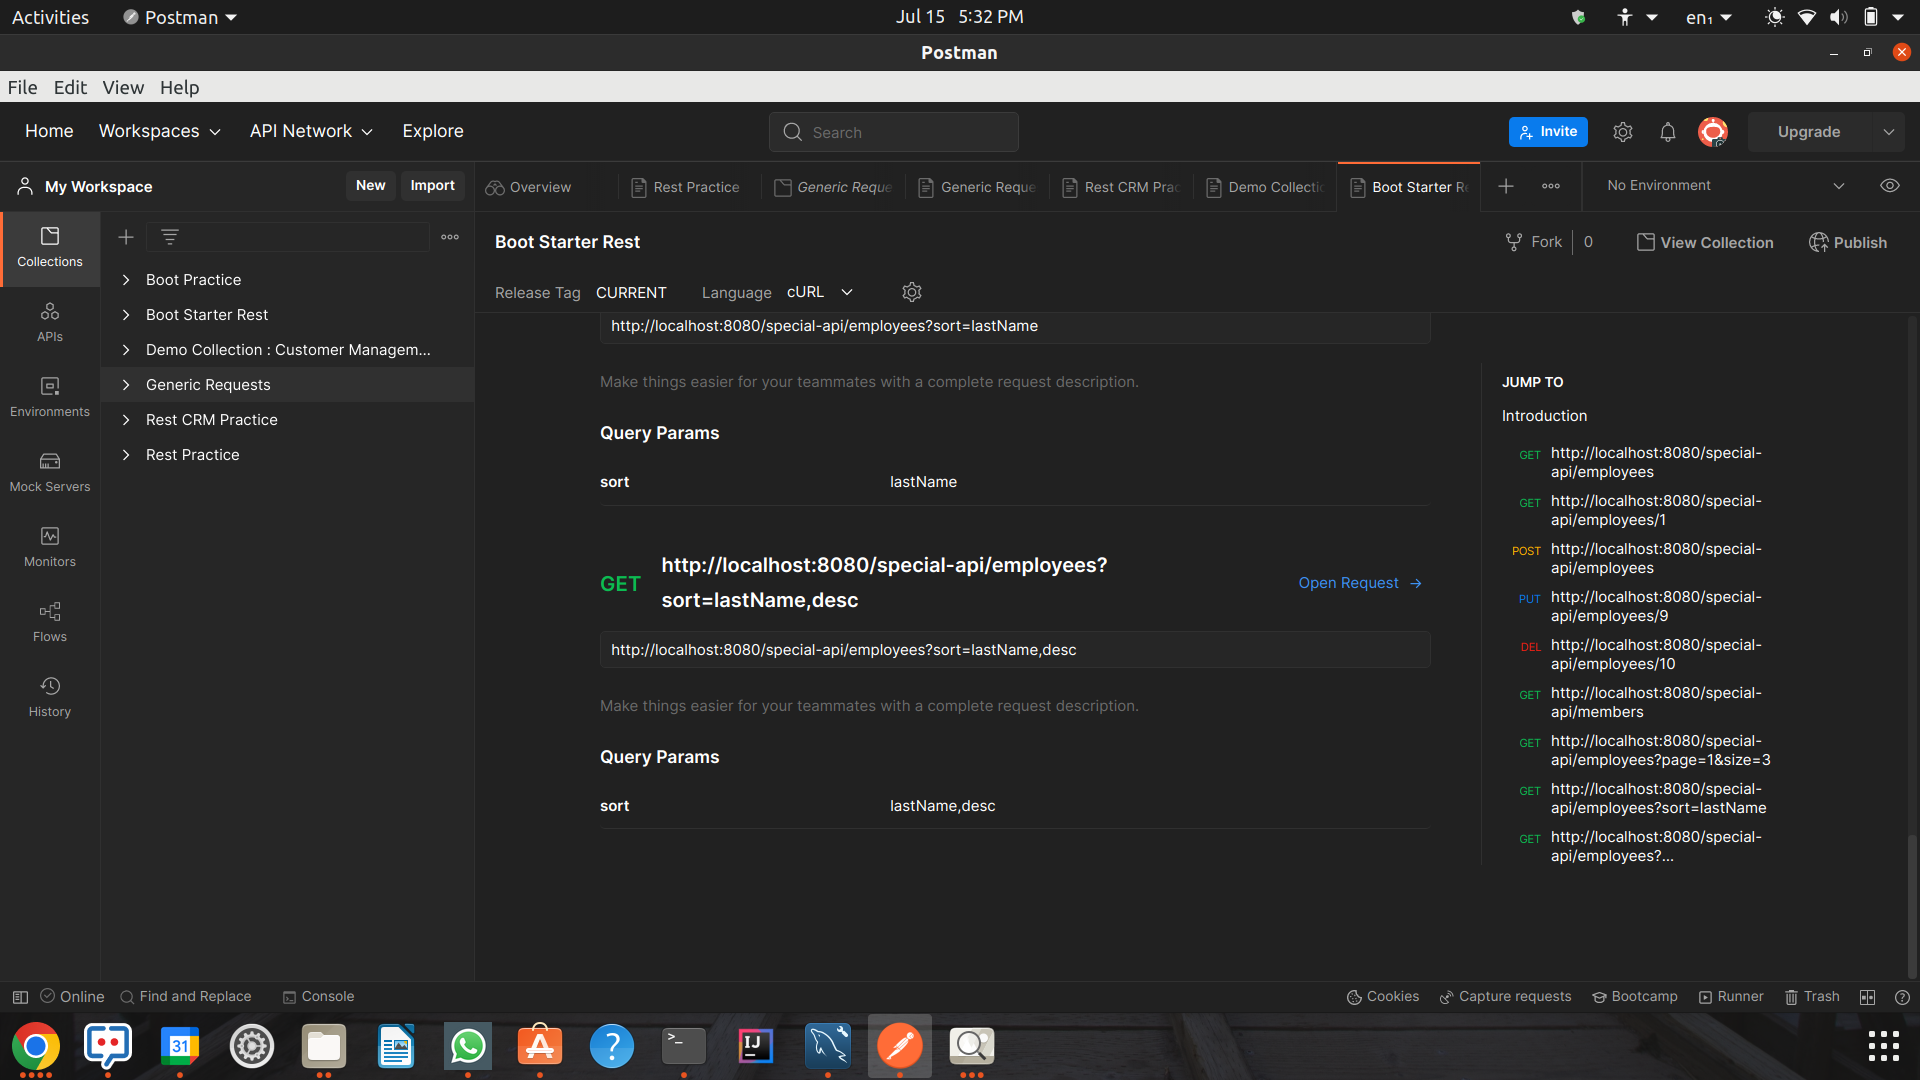 Activities
Postman
Jul 15 5:32 PM
en₁
Postman
File Edit View Help
Home
Workspaces
API Network
Explore
Search
Invite
Upgrade
My Workspace
New
Import
Overview
Rest Practice
Generic Reque
Generic Reque
Rest CRM Prac
Demo Collectio
Boot Starter Re
No Environment
Collections
APIs
Environments
Mock Servers
Monitors
Flows
History
Boot Practice
Boot Starter Rest
Demo Collection : Customer Managem...
Generic Requests
Rest CRM Practice
Rest Practice
Boot Starter Rest
Fork 0
View Collection
Publish
Release Tag CURRENT
Language cURL
http://localhost:8080/special-api/employees?sort=lastName
Make things easier for your teammates with a complete request description.
Query Params
sort lastName
GET
http://localhost:8080/special-api/employees?
sort=lastName,desc
Open Request →
http://localhost:8080/special-api/employees?sort=lastName,desc
Make things easier for your teammates with a complete request description.
Query Params
sort lastName,desc
JUMP TO
Introduction
GET http://localhost:8080/special-
api/employees
GET http://localhost:8080/special-
api/employees/1
POST http://localhost:8080/special-
api/employees
PUT http://localhost:8080/special-
api/employees/9
DEL http://localhost:8080/special-
api/employees/10
GET http://localhost:8080/special-
api/members
GET http://localhost:8080/special-
api/employees?page=1&size=3
GET http://localhost:8080/special-
api/employees?sort=lastName
GET http://localhost:8080/special-
api/employees?...
Online
Find and Replace
Console
Cookies
Capture requests
Bootcamp
Runner
Trash
31
IJ